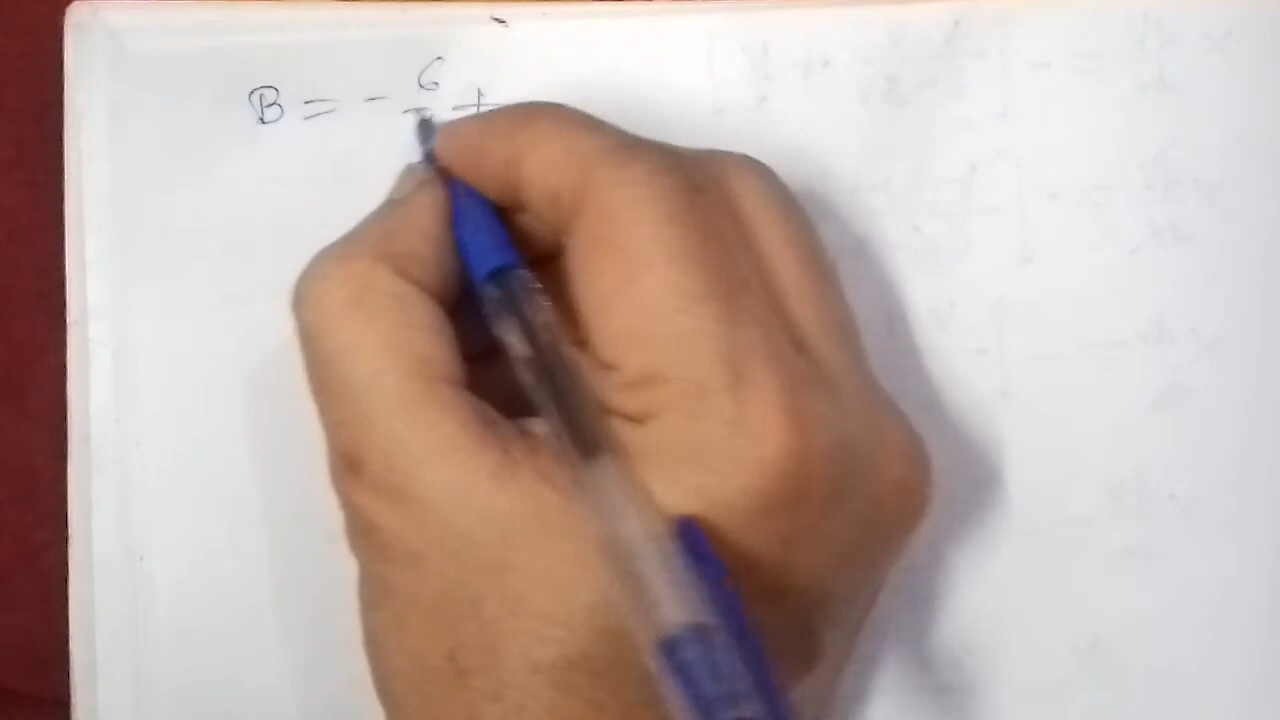 B = - 6/ +